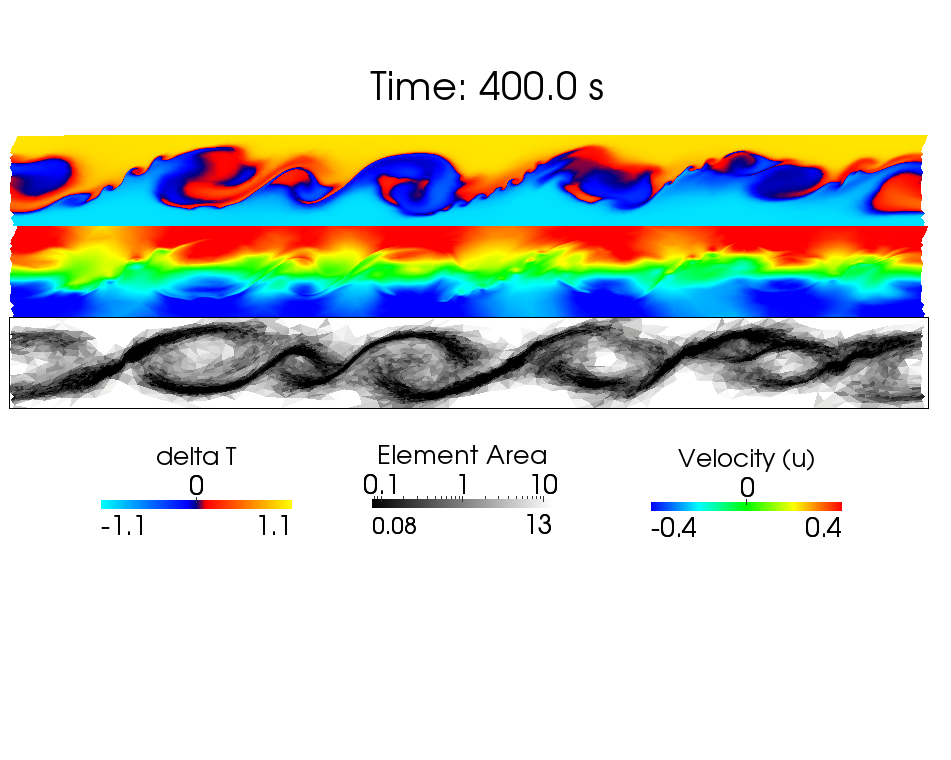 Time: 400.0 s
delta T
0
-1.1 1.1
Element Area
0.1 1 10
0.08 13
Velocity (u)
0
-0.4 0.4